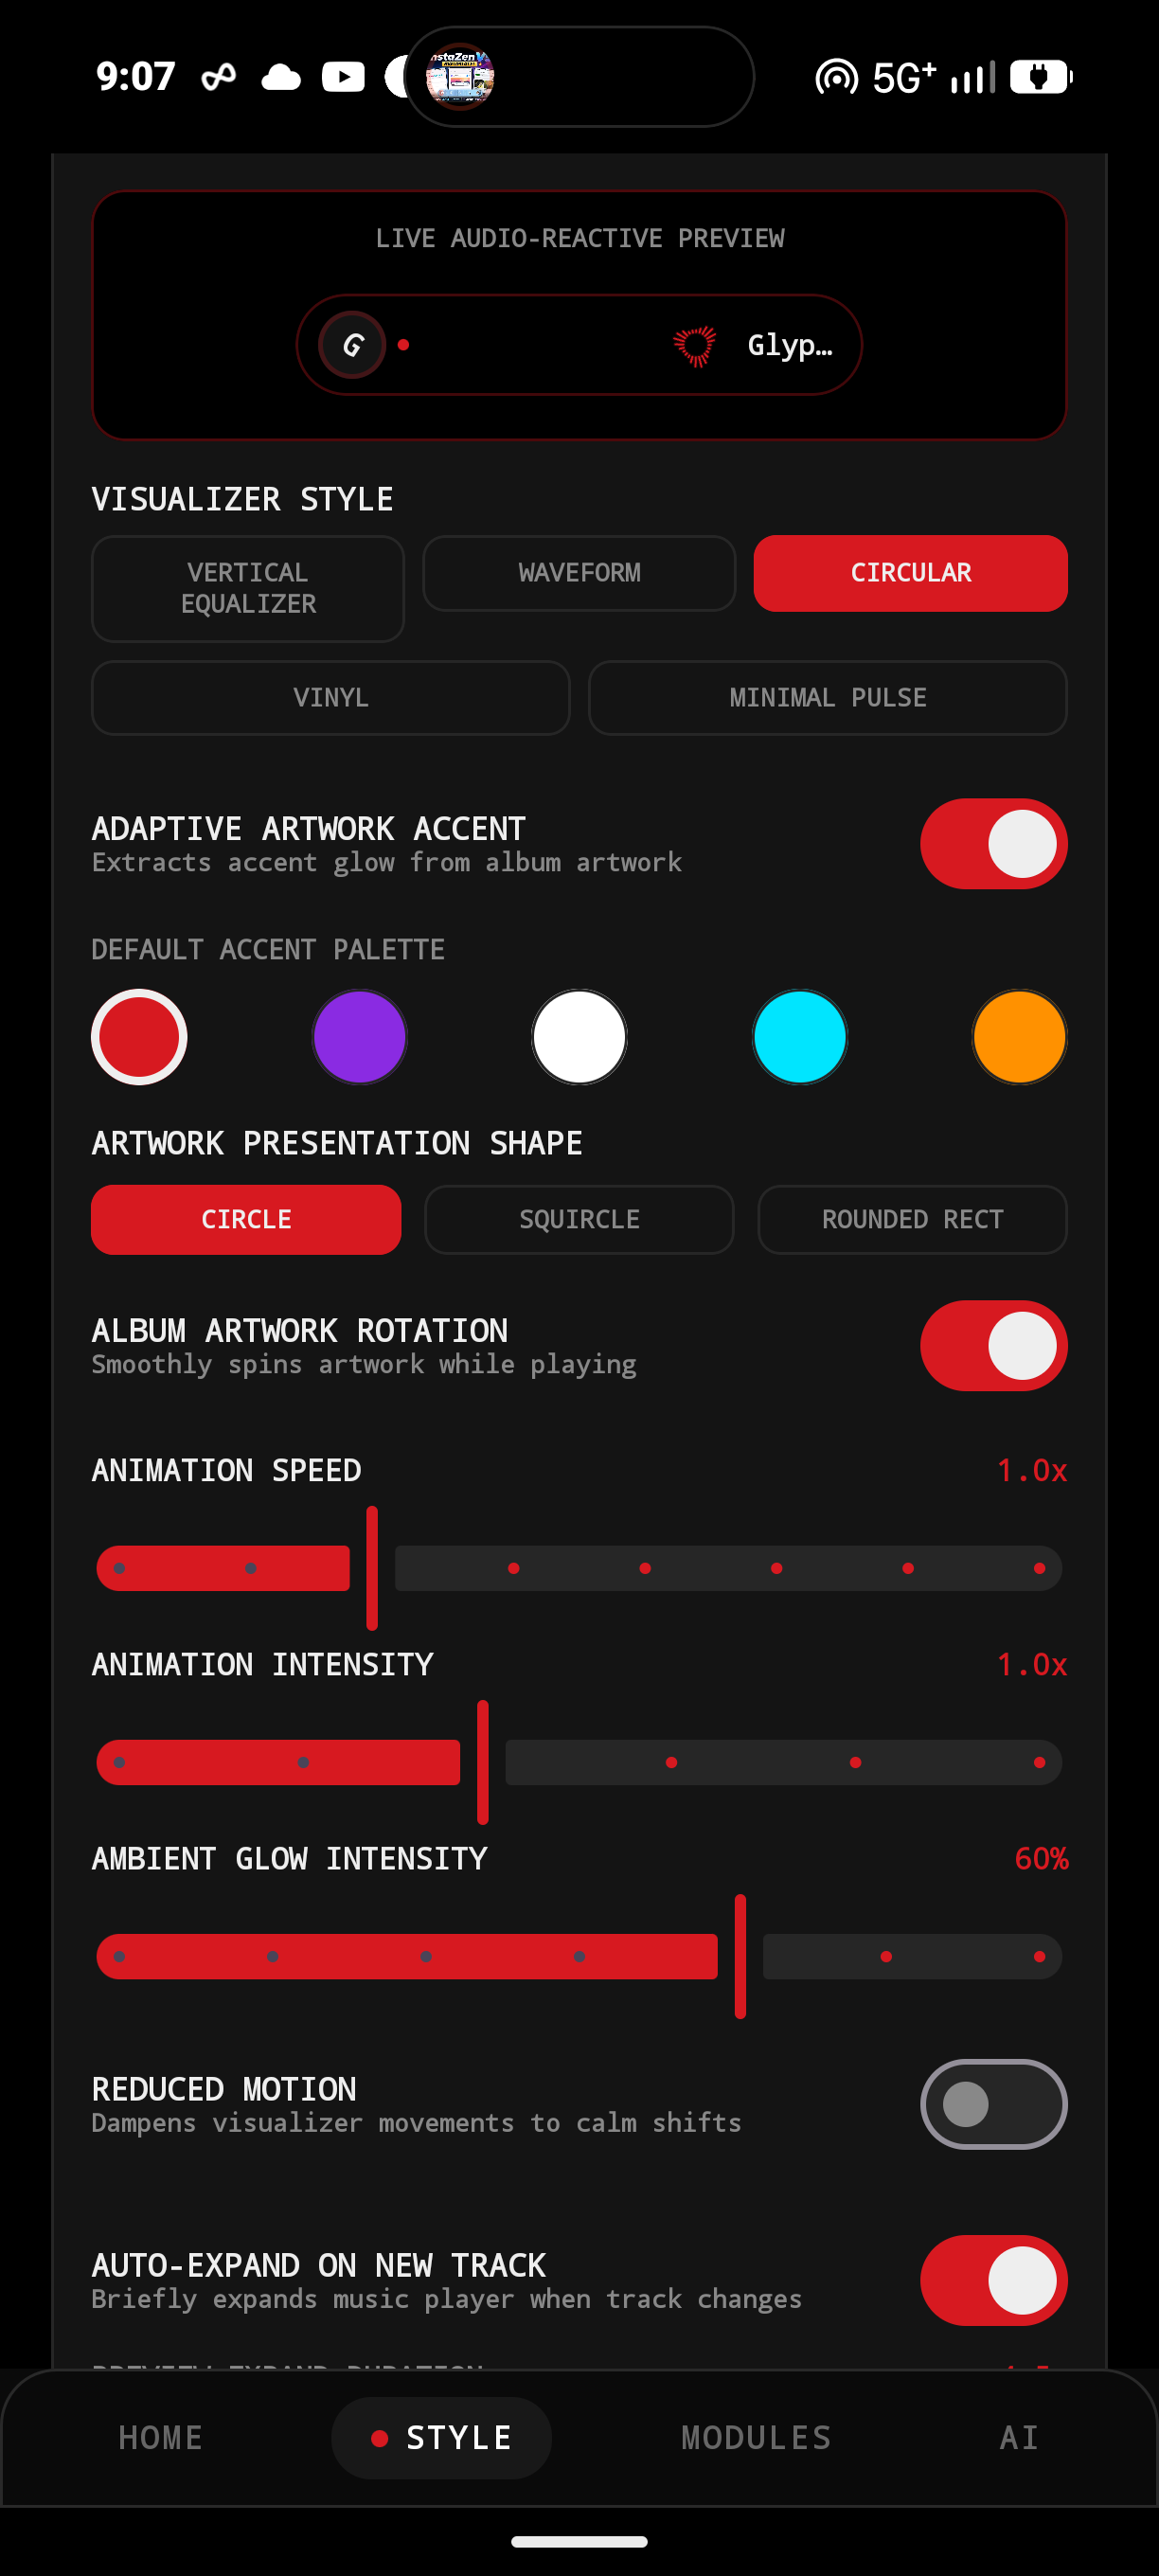 9:07
5G+
LIVE AUDIO-REACTIVE PREVIEW
G
Glyp…
VISUALIZER STYLE
VERTICAL
EQUALIZER
WAVEFORM
CIRCULAR
VINYL
MINIMAL PULSE
ADAPTIVE ARTWORK ACCENT
Extracts accent glow from album artwork
DEFAULT ACCENT PALETTE
ARTWORK PRESENTATION SHAPE
CIRCLE
SQUIRCLE
ROUNDED RECT
ALBUM ARTWORK ROTATION
Smoothly spins artwork while playing
ANIMATION SPEED
1.0x
ANIMATION INTENSITY
1.0x
AMBIENT GLOW INTENSITY
60%
REDUCED MOTION
Dampens visualizer movements to calm shifts
AUTO-EXPAND ON NEW TRACK
Briefly expands music player when track changes
HOME
STYLE
MODULES
AI